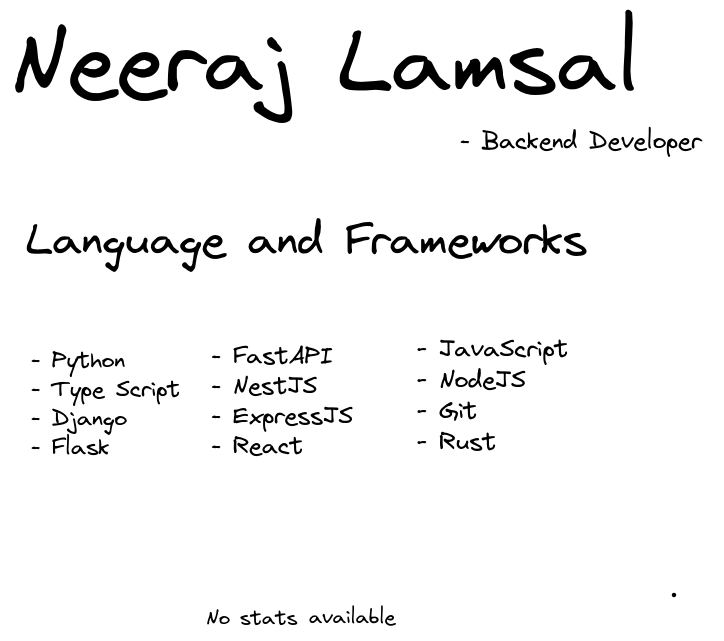 Neeraj Lamsal
- Backend Developer
Language and Frameworks
- Python
- Type Script
- Django
- Flask
- FastAPI
- NestJS
- ExpressJS
- React
- JavaScript
- NodeJS
- Git
- Rust
.
No stats available